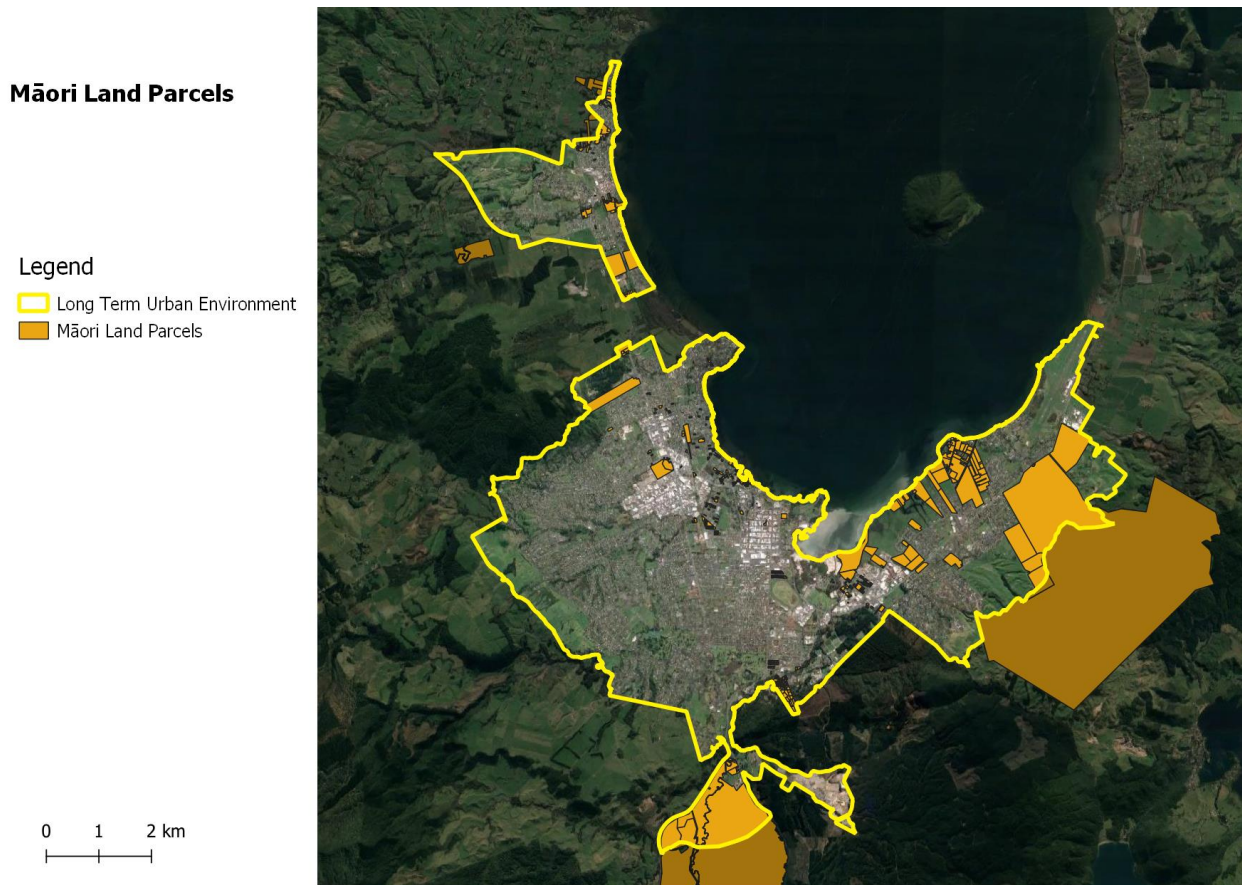 Māori Land Parcels
Legend
Long Term Urban Environment
Māori Land Parcels
0 1 2 km